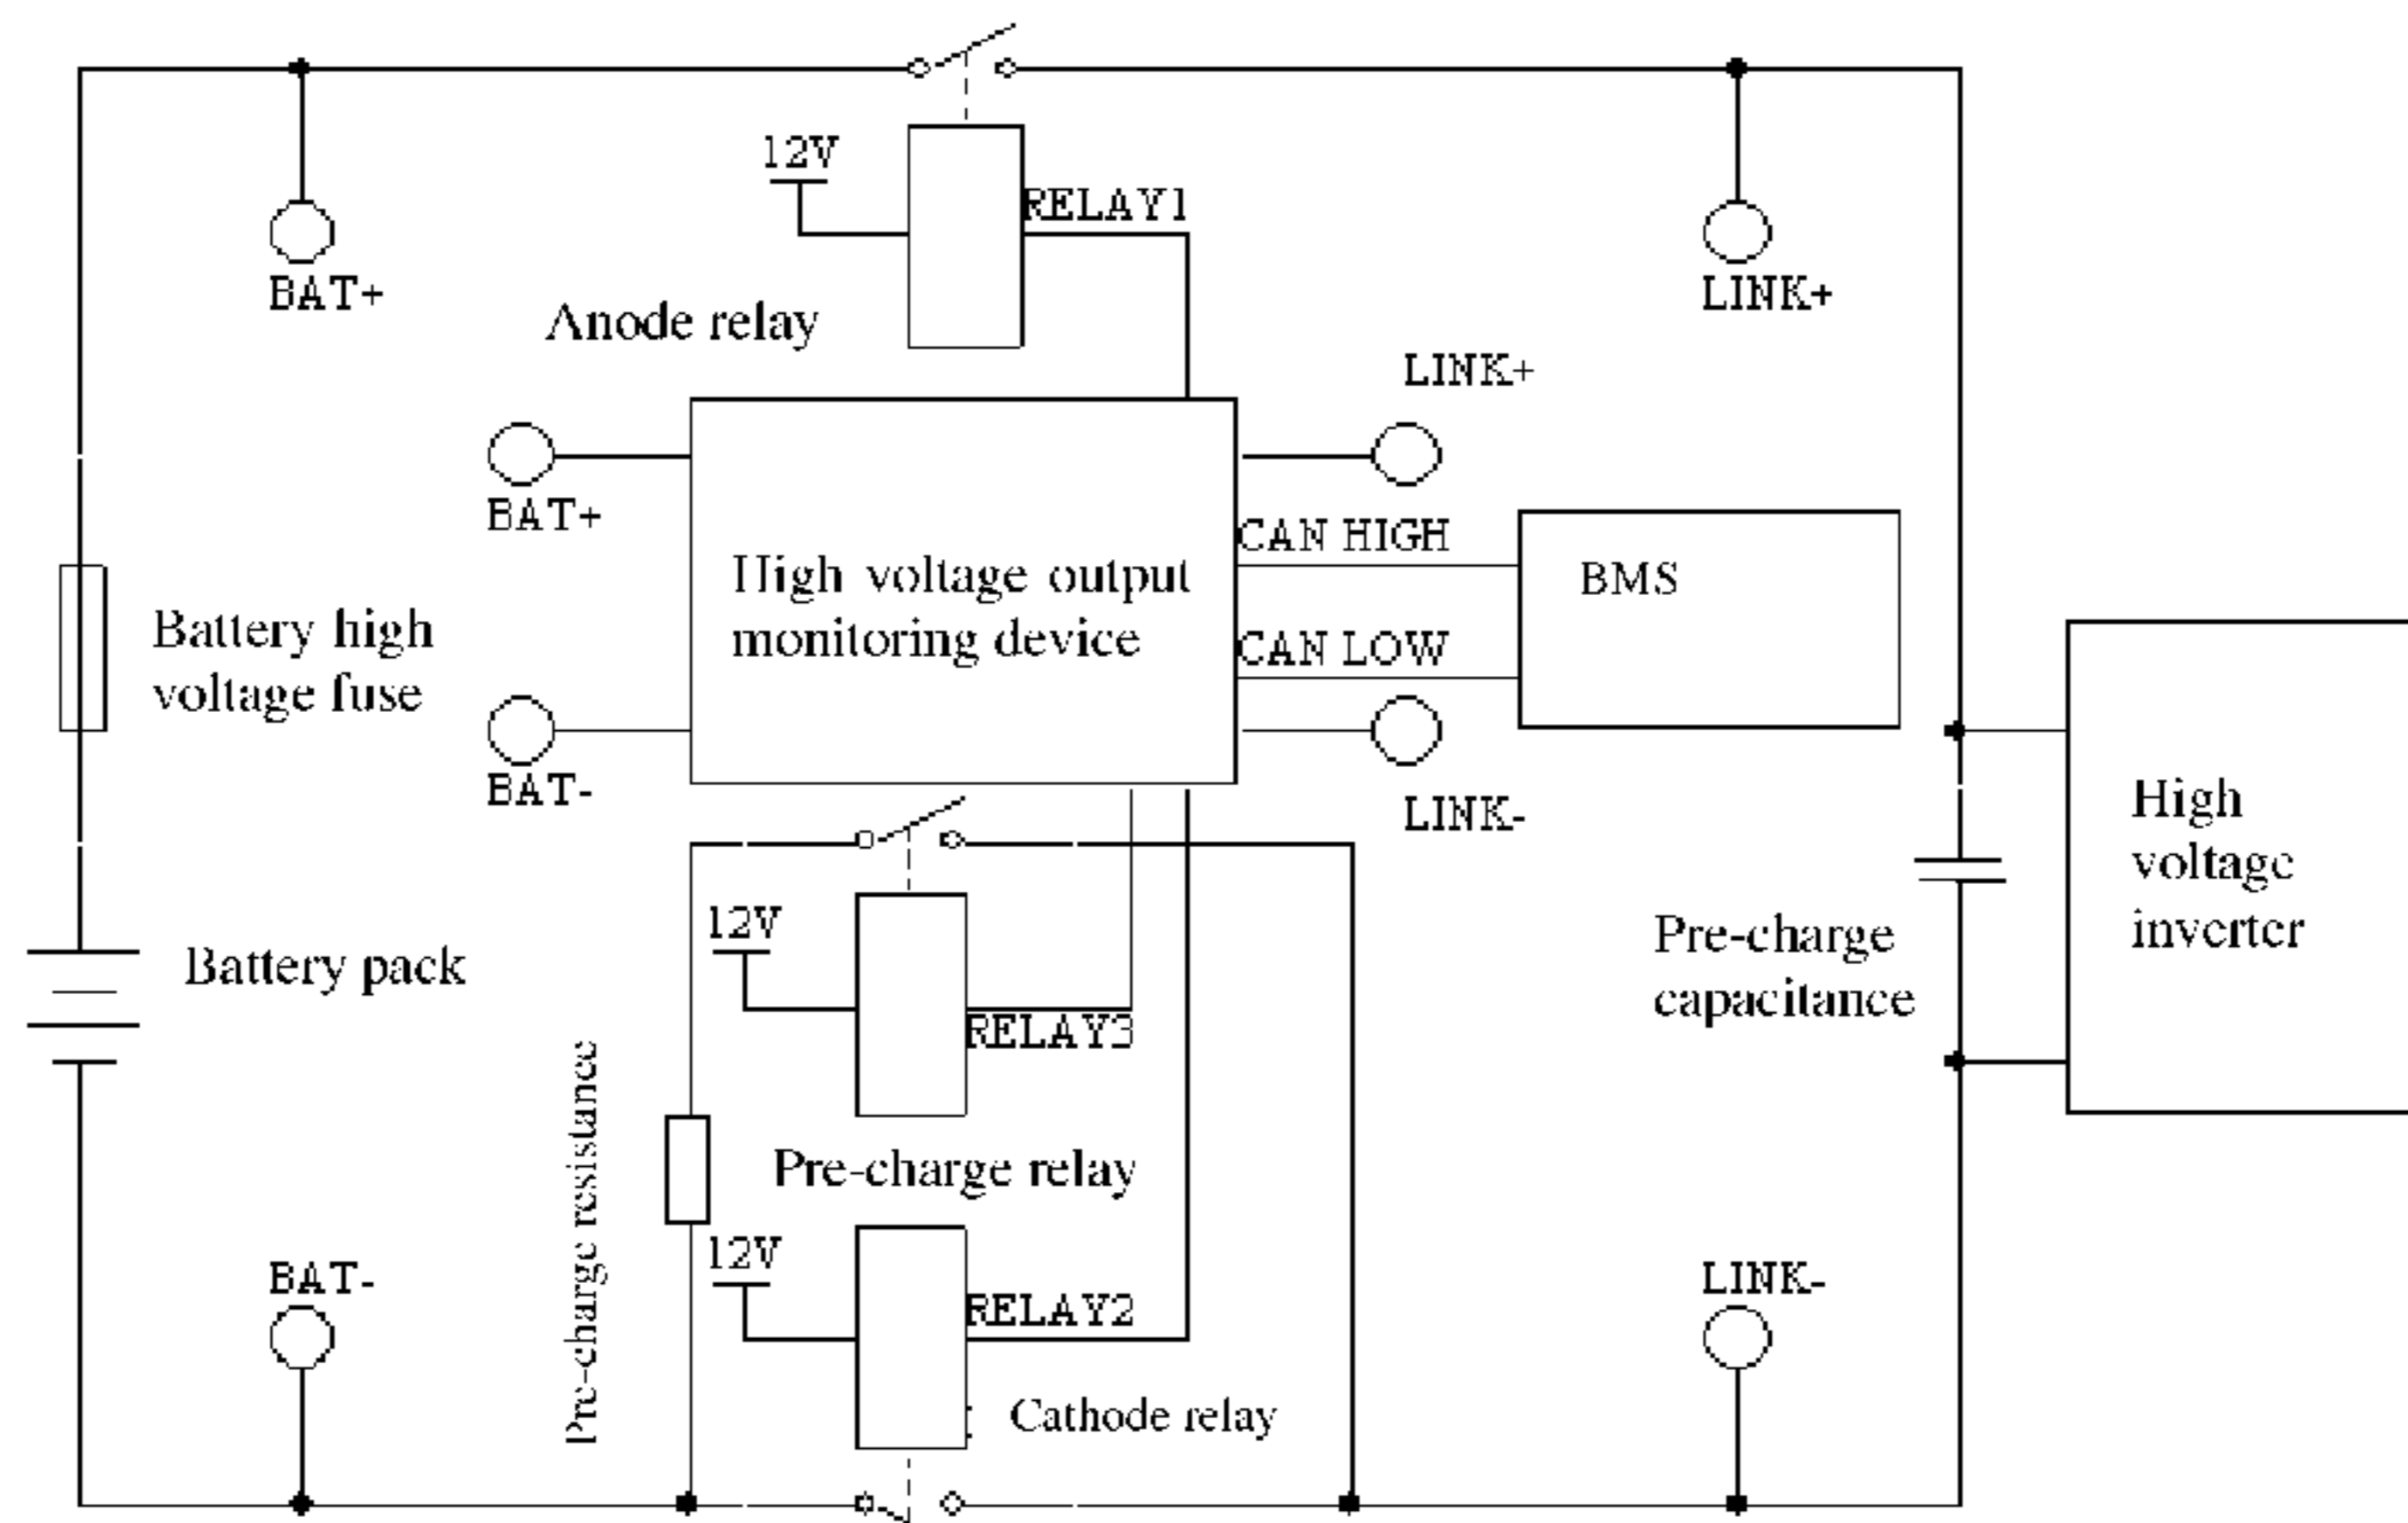 12V
RELAY1
BAT+
LINK+
Anode relay
LINK+
BAT+
CAN HIGH
High voltage output
monitoring device
BMS
Battery high
voltage fuse
CAN LOW
BAT-
LINK-
High
voltage
inverter
12V
Pre-charge
capacitance
Battery pack
RELAY3
Pre-charge resistance
Pre-charge relay
12V
BAT-
RELAY2
LINK-
Cathode relay